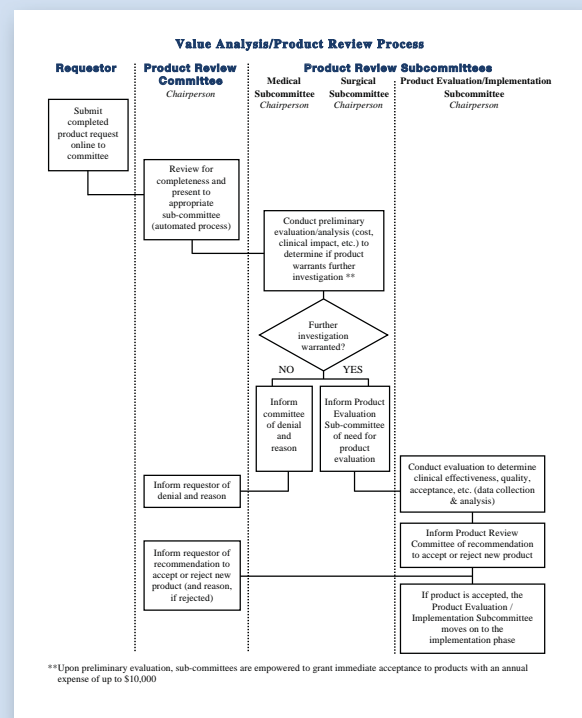 Value Analysis/Product Review Process
Requestor
Product Review
Committee
Chairperson
Product Review Subcommittees
Medical
Subcommittee
Chairperson
Surgical
Subcommittee
Chairperson
Product Evaluation/Implementation
Subcommittee
Chairperson
Submit
completed
product request
online to
committee
Review for
completeness and
present to
appropriate
sub-committee
(automated process)
Conduct preliminary
evaluation/analysis (cost,
clinical impact, etc.) to
determine if product
warrants further
investigation **
Further
investigation
warranted?
NO
YES
Inform
committee
of denial
and
reason
Inform Product
Evaluation
Sub-committee
of need for
product
evaluation
Inform requestor of
denial and reason
Conduct evaluation to determine
clinical effectiveness, quality,
acceptance, etc. (data collection
& analysis)
Inform Product Review
Committee of recommendation
to accept or reject new product
Inform requestor of
recommendation to
accept or reject new
product (and reason,
if rejected)
If product is accepted, the
Product Evaluation /
Implementation Subcommittee
moves on to the
implementation phase
**Upon preliminary evaluation, sub-committees are empowered to grant immediate acceptance to products with an annual
expense of up to $10,000